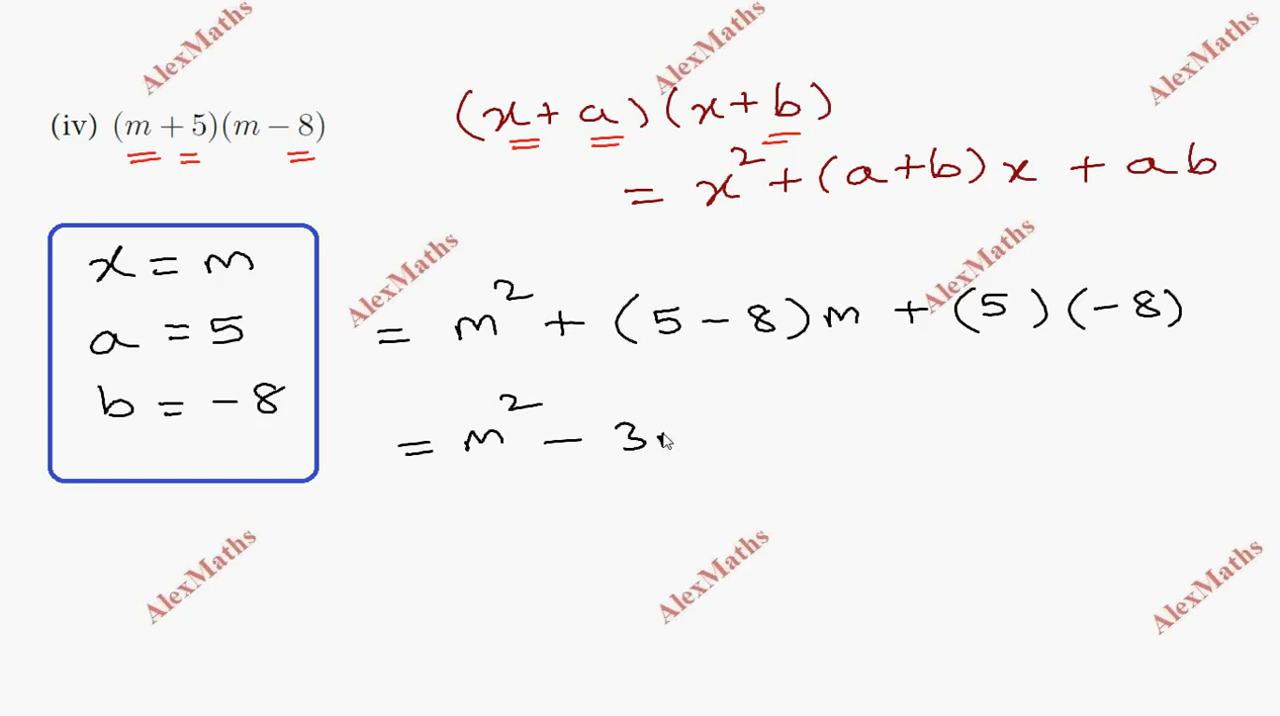 AlexMaths AlexMaths AlexMaths
(iv) (m + 5)(m − 8)
(x + a)(x + b)
= x² + (a+b)x + ab
x = m
a = 5
b = -8
AlexMaths AlexMaths
= m² + (5-8)m + (5)(-8)
= m² - 3
AlexMaths AlexMaths AlexMaths